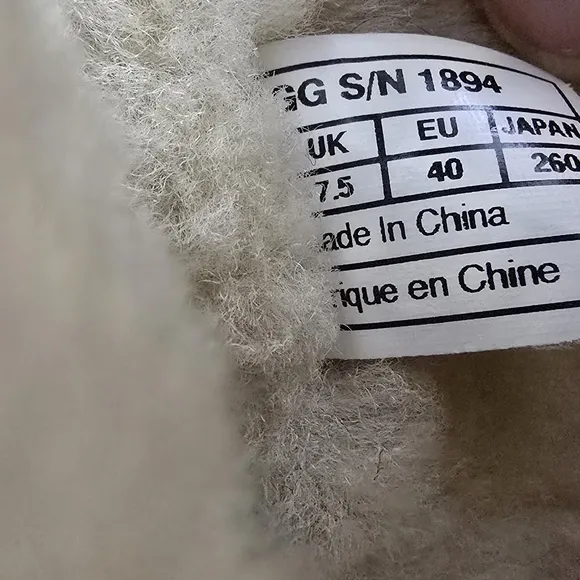 GG S/N 1894
UK EU JAPAN
7.5 40 260
ade In China
rique en Chine